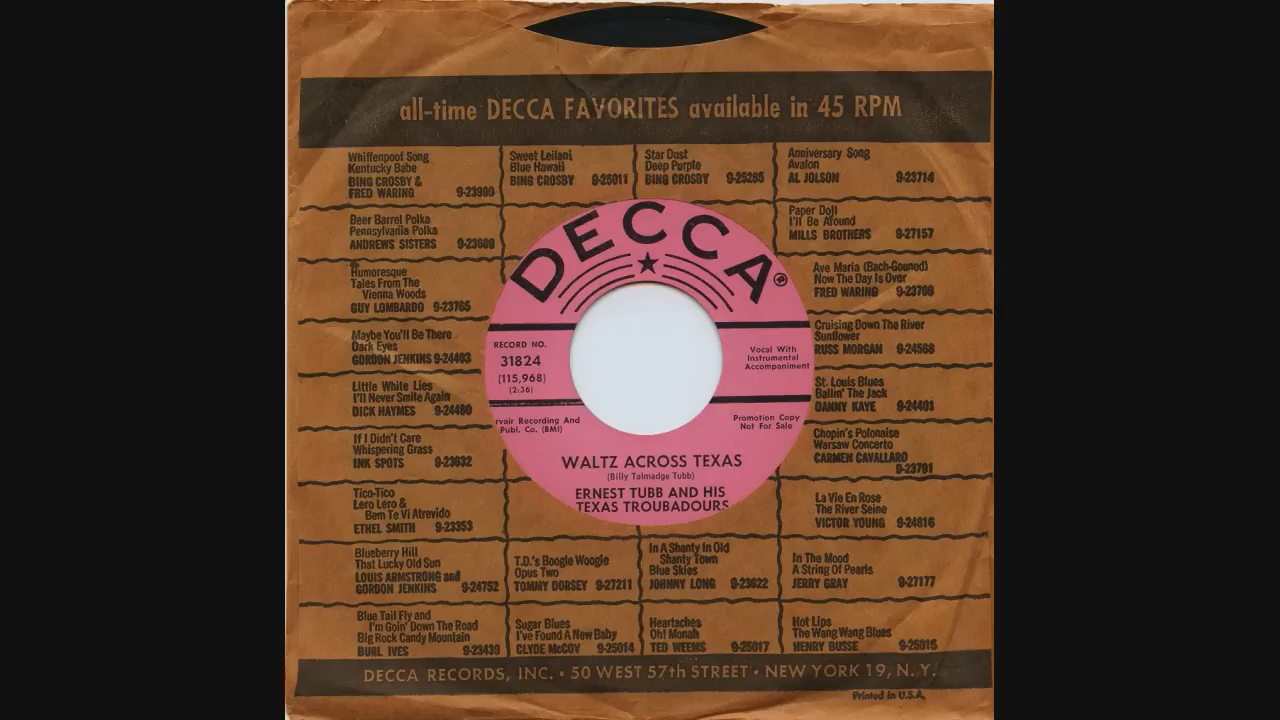 all-time DECCA FAVORITES available in 45 RPM
Whiffenpoof Song
Kentucky Babe
BING CROSBY &
FRED WARING 9-23990
Sweet Leilani
Blue Hawaii
BING CROSBY 9-25011
Star Dust
Deep Purple
BING CROSBY 9-25285
Anniversary Song
Avalon
AL JOLSON 9-23714
Beer Barrel Polka
Pennsylvania Polka
ANDREWS SISTERS 9-23609
Paper Doll
I'll Be Around
MILLS BROTHERS 9-27157
Humoresque
Tales From The
Vienna Woods
GUY LOMBARDO 9-23765
Ave Maria (Bach-Gounod)
Now The Day Is Over
FRED WARING 9-23708
Maybe You'll Be There
Dark Eyes
GORDON JENKINS 9-24403
Cruising Down The River
Sunflower
RUSS MORGAN 9-24568
Little White Lies
I'll Never Smile Again
DICK HAYMES 9-24480
St. Louis Blues
Ballin' The Jack
DANNY KAYE 9-24401
If I Didn't Care
Whispering Grass
INK SPOTS 9-23632
Chopin's Polonaise
Warsaw Concerto
CARMEN CAVALLARO
9-23791
Tico-Tico
Lero Lero &
Bem Te Vi Atrevido
ETHEL SMITH 9-23353
La Vie En Rose
The River Seine
VICTOR YOUNG 9-24816
DECCA®
RECORD NO.
31824
(115,968)
(2:36)
Vocal With
Instrumental
Accompaniment
rvair Recording And
Publ. Co. (BMI)
Promotion Copy
Not For Sale
WALTZ ACROSS TEXAS
(Billy Talmadge Tubb)
ERNEST TUBB AND HIS
TEXAS TROUBADOURS
Blueberry Hill
That Lucky Old Sun
LOUIS ARMSTRONG and
GORDON JENKINS 9-24752
T.D.'s Boogie Woogie
Opus Two
TOMMY DORSEY 9-27211
In A Shanty In Old
Shanty Town
Blue Skies
JOHNNY LONG 9-23622
In The Mood
A String Of Pearls
JERRY GRAY 9-27177
Blue Tail Fly and
I'm Goin' Down The Road
Big Rock Candy Mountain
BURL IVES 9-23439
Sugar Blues
I've Found A New Baby
CLYDE McCOY 9-25014
Heartaches
Oh! Monah
TED WEEMS 9-25017
Hot Lips
The Wang Wang Blues
HENRY BUSSE 9-25015
DECCA RECORDS, INC. • 50 WEST 57th STREET • NEW YORK 19, N. Y.
Printed in U.S.A.